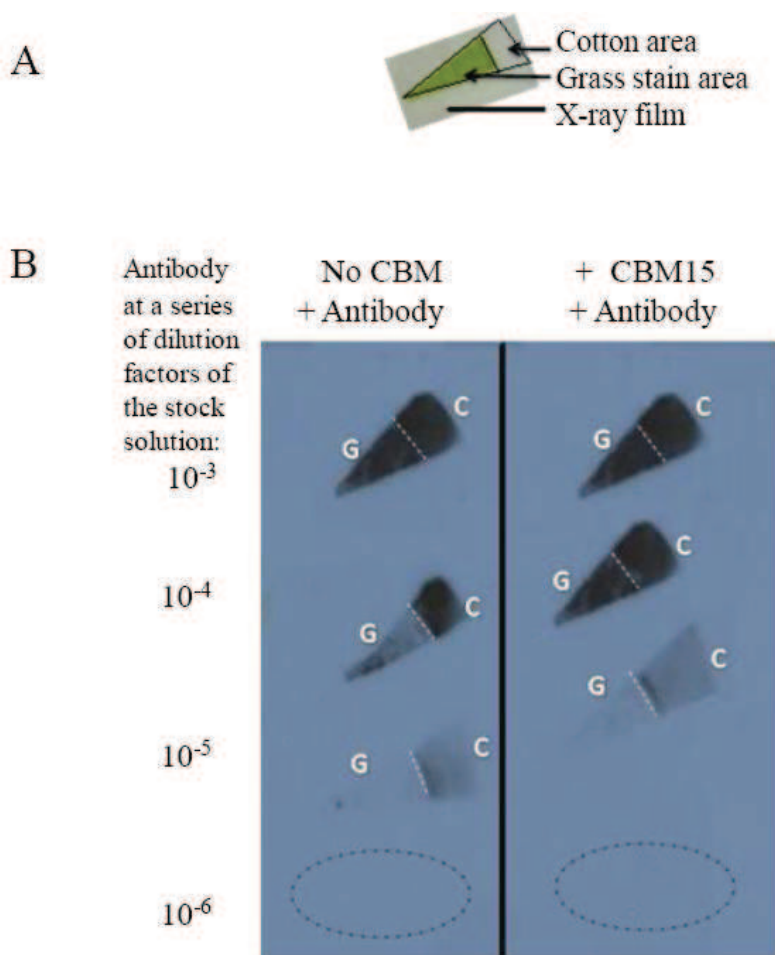 A
Cotton area
Grass stain area
X-ray film
B
Antibody
at a series
of dilution
factors of
the stock
solution:
No CBM
+ Antibody
+ CBM15
+ Antibody
10⁻³
G C
G C
10⁻⁴
G C
G C
10⁻⁵
G C
G C
10⁻⁶